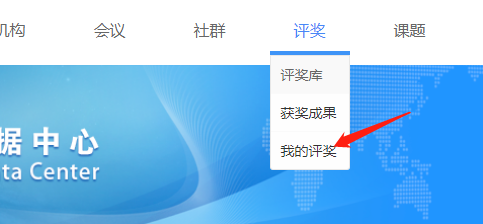 机构 会议 社群 评奖 课题
评奖库
获奖成果
我的评奖
据中心
ta Center